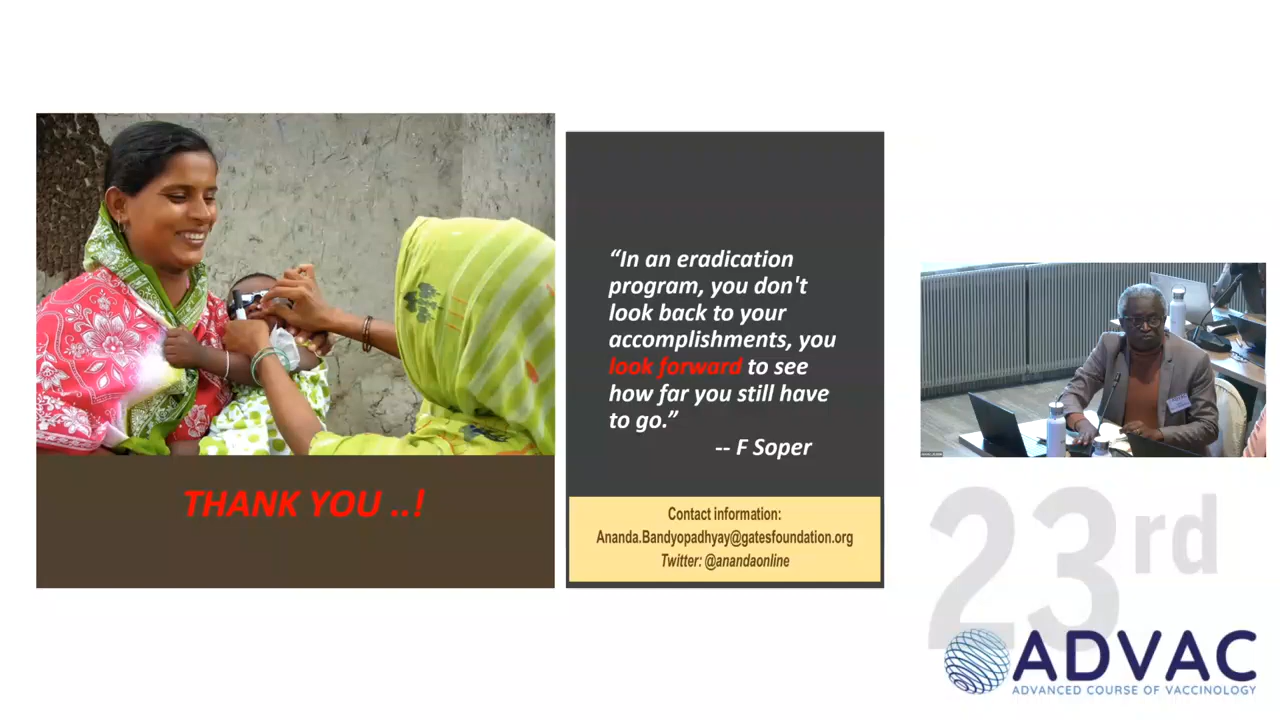 THANK YOU ..!
“In an eradication
program, you don't
look back to your
accomplishments, you
look forward to see
how far you still have
to go.”
-- F Soper
Contact information:
Ananda.Bandyopadhyay@gatesfoundation.org
Twitter: @anandaonline
23rd
ADVAC
ADVANCED COURSE OF VACCINOLOGY